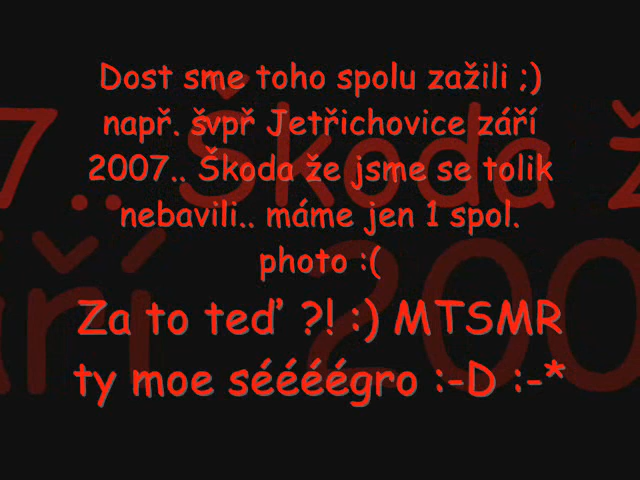 Dost sme toho spolu zažili ;)
např. švpř Jetřichovice září
2007.. Škoda že jsme se tolik
nebavili.. máme jen 1 spol.
photo :(
Za to teď ?! :) MTSMR
ty moe séééégro :-D :-*